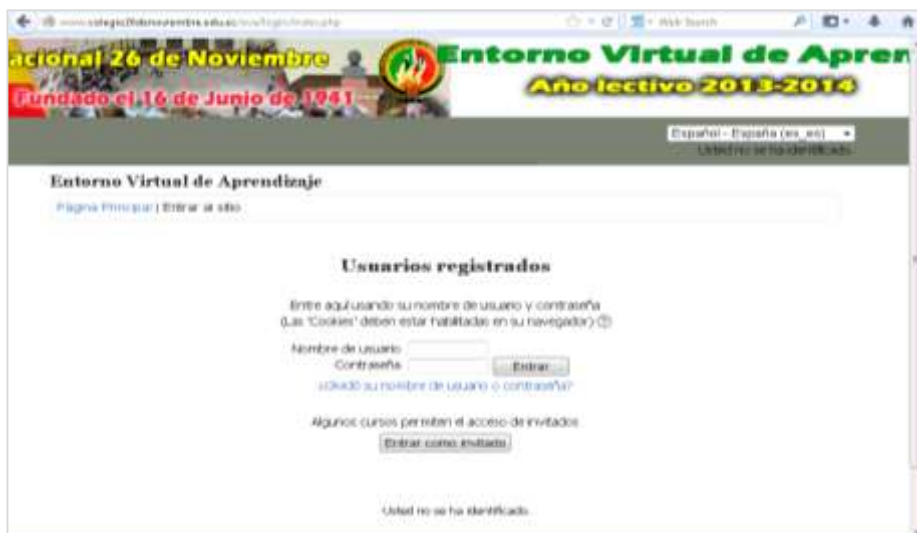 Web Search
acional 26 de Noviembre
Fundado el 16 de Junio de 1941
Entorno Virtual de Apren
Año lectivo 2013-2014
Español - España (es_es)
Usted no se ha identificado.
Entorno Virtual de Aprendizaje
Página Principal | Entrar al sitio
Usuarios registrados
Entre aquí usando su nombre de usuario y contraseña
(Las 'Cookies' deben estar habilitadas en su navegador)
Nombre de usuario
Contraseña
Entrar
¿Olvidó su nombre de usuario o contraseña?
Algunos cursos permiten el acceso de invitados
Entrar como invitado
Usted no se ha identificado.